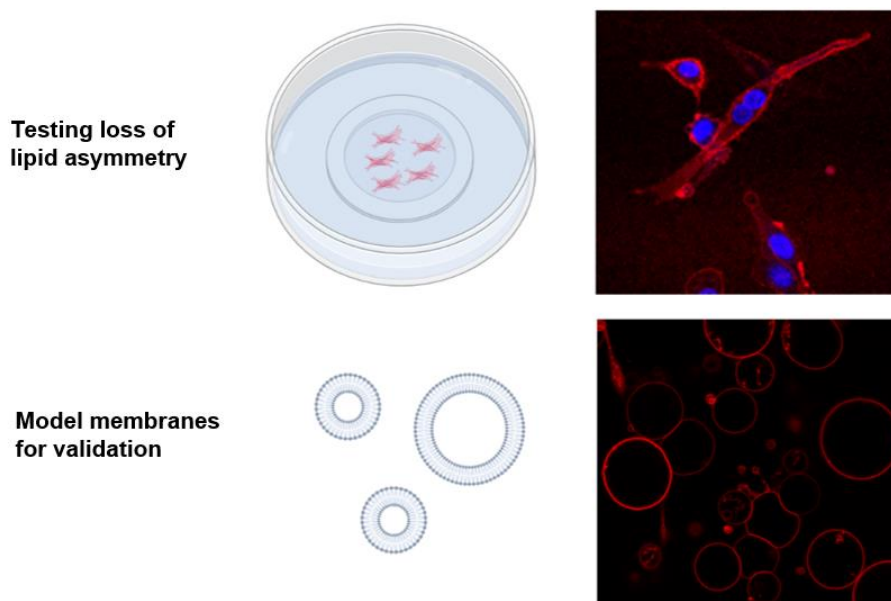 Testing loss of
lipid asymmetry
Model membranes
for validation